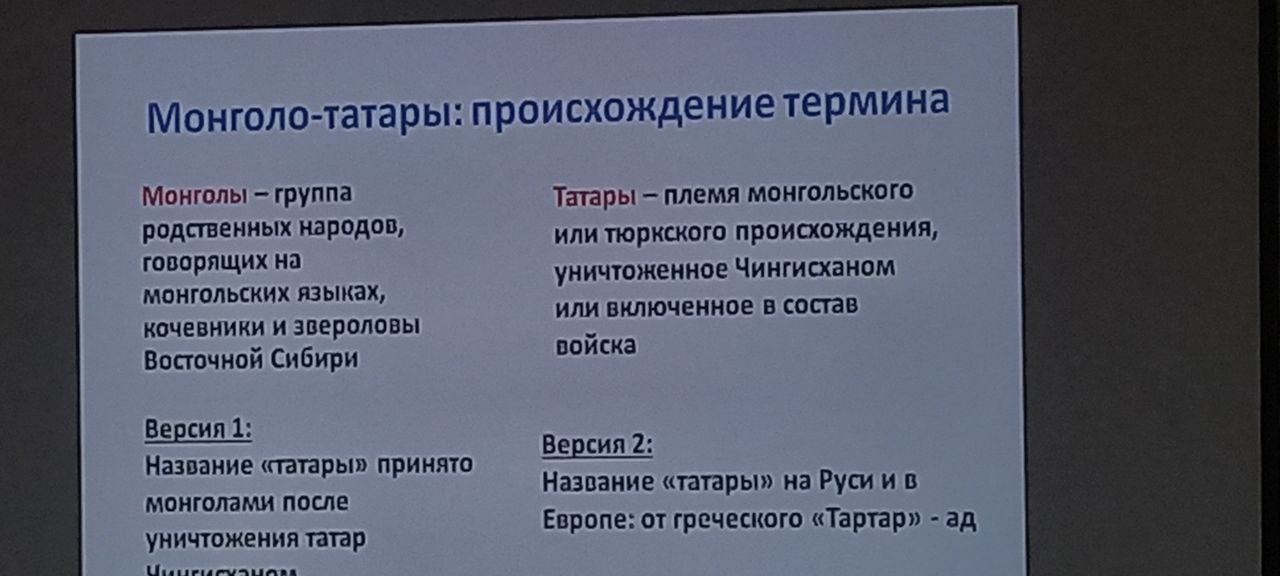 Монголо-татары: происхождение термина
Монголы – группа
родственных народов,
говорящих на
монгольских языках,
кочевники и звероловы
Восточной Сибири
Татары – племя монгольского
или тюркского происхождения,
уничтоженное Чингисханом
или включенное в состав
войска
Версия 1:
Название «татары» принято
монголами после
уничтожения татар
Чингисханом
Версия 2:
Название «татары» на Руси и в
Европе: от греческого «Тартар» - ад